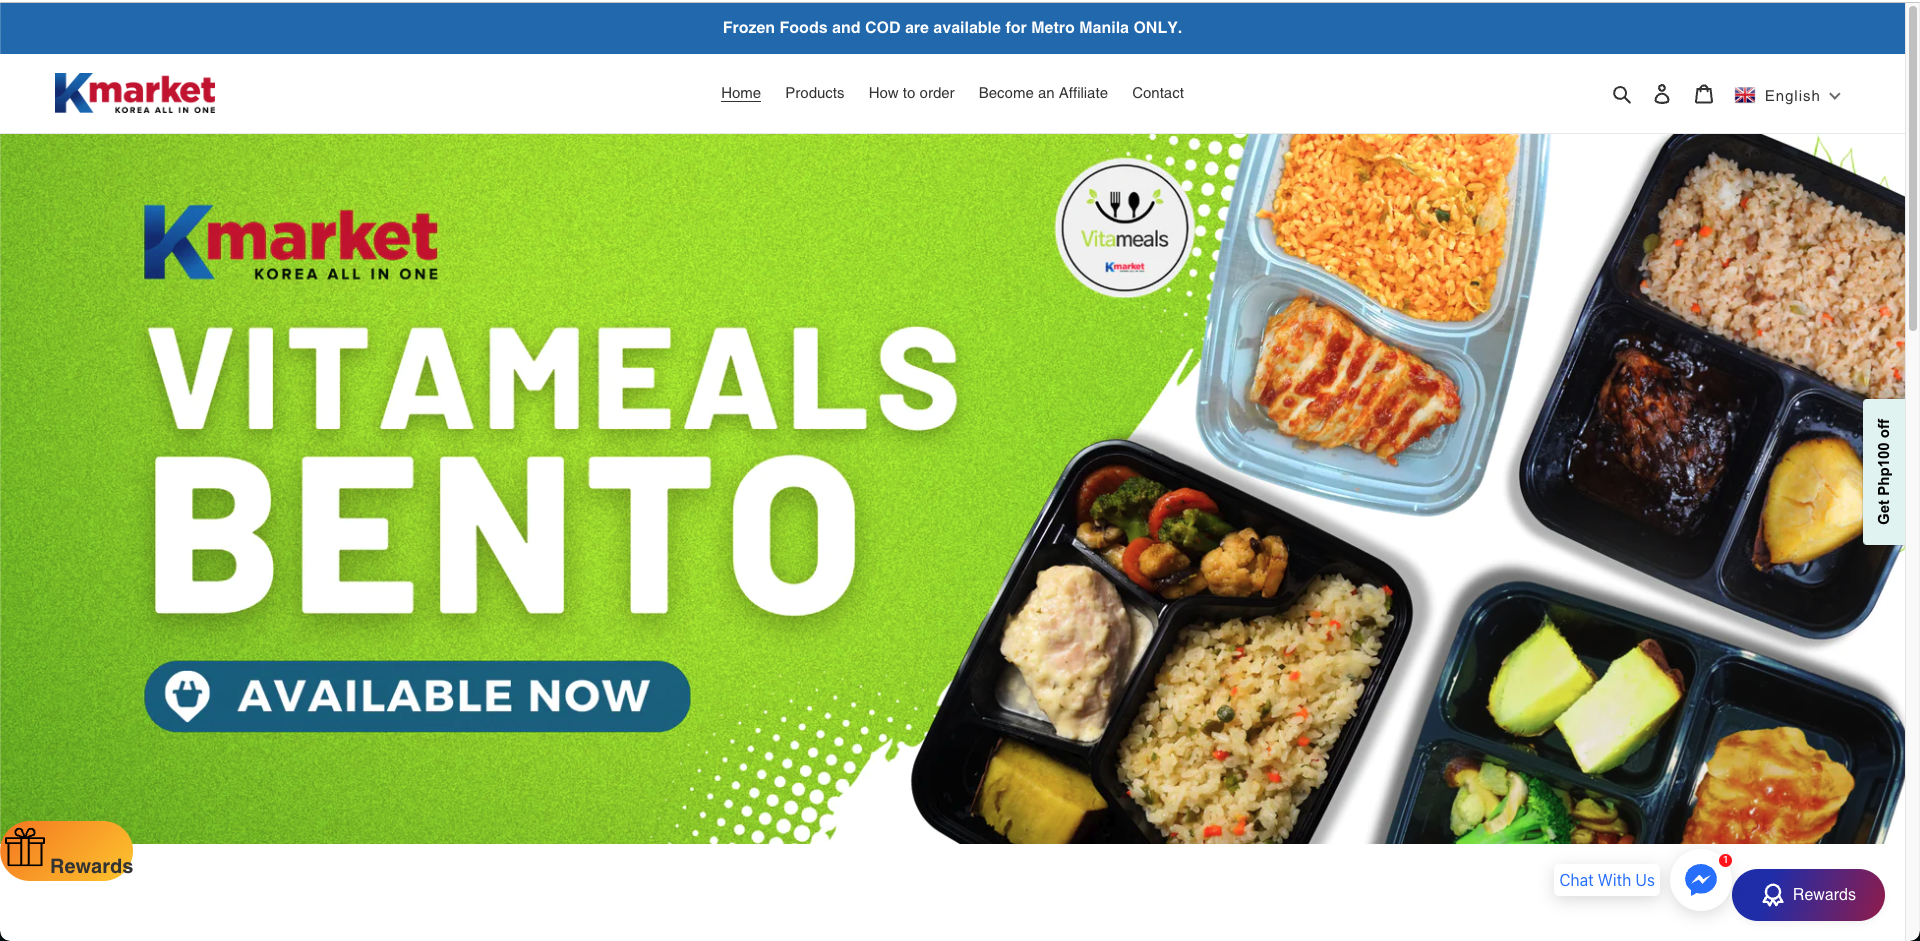 Frozen Foods and COD are available for Metro Manila ONLY.
Kmarket
KOREA ALL IN ONE
Home
Products
How to order
Become an Affiliate
Contact
English
Kmarket
KOREA ALL IN ONE
Vitameals
Kmarket
VITAMEALS
BENTO
AVAILABLE NOW
Get Php100 off
Rewards
Chat With Us
1
Rewards